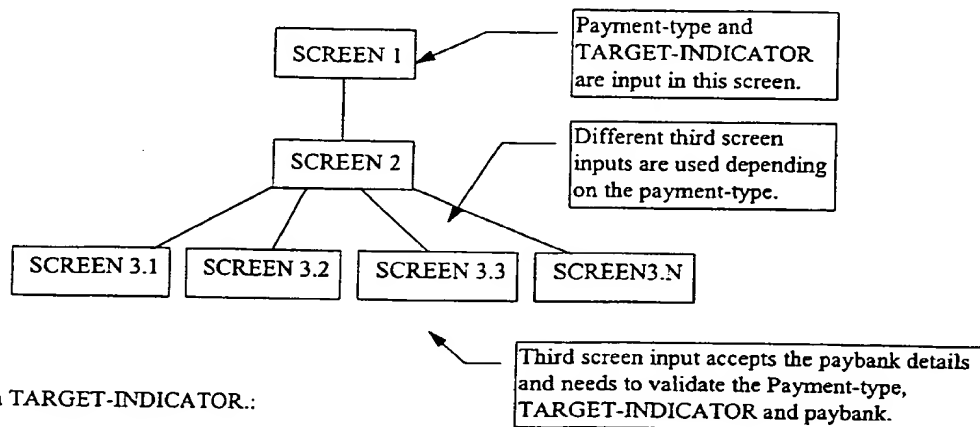 Payment-type and
TARGET-INDICATOR
are input in this screen.
SCREEN 1
Different third screen
inputs are used depending
on the payment-type.
SCREEN 2
SCREEN 3.1
SCREEN 3.2
SCREEN 3.3
SCREEN3.N
Third screen input accepts the paybank details
and needs to validate the Payment-type,
TARGET-INDICATOR and paybank.
TARGET-INDICATOR.: